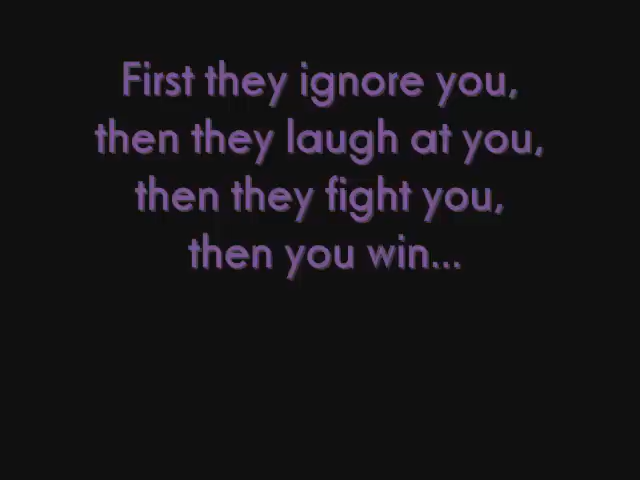 First they ignore you,
then they laugh at you,
then they fight you,
then you win...